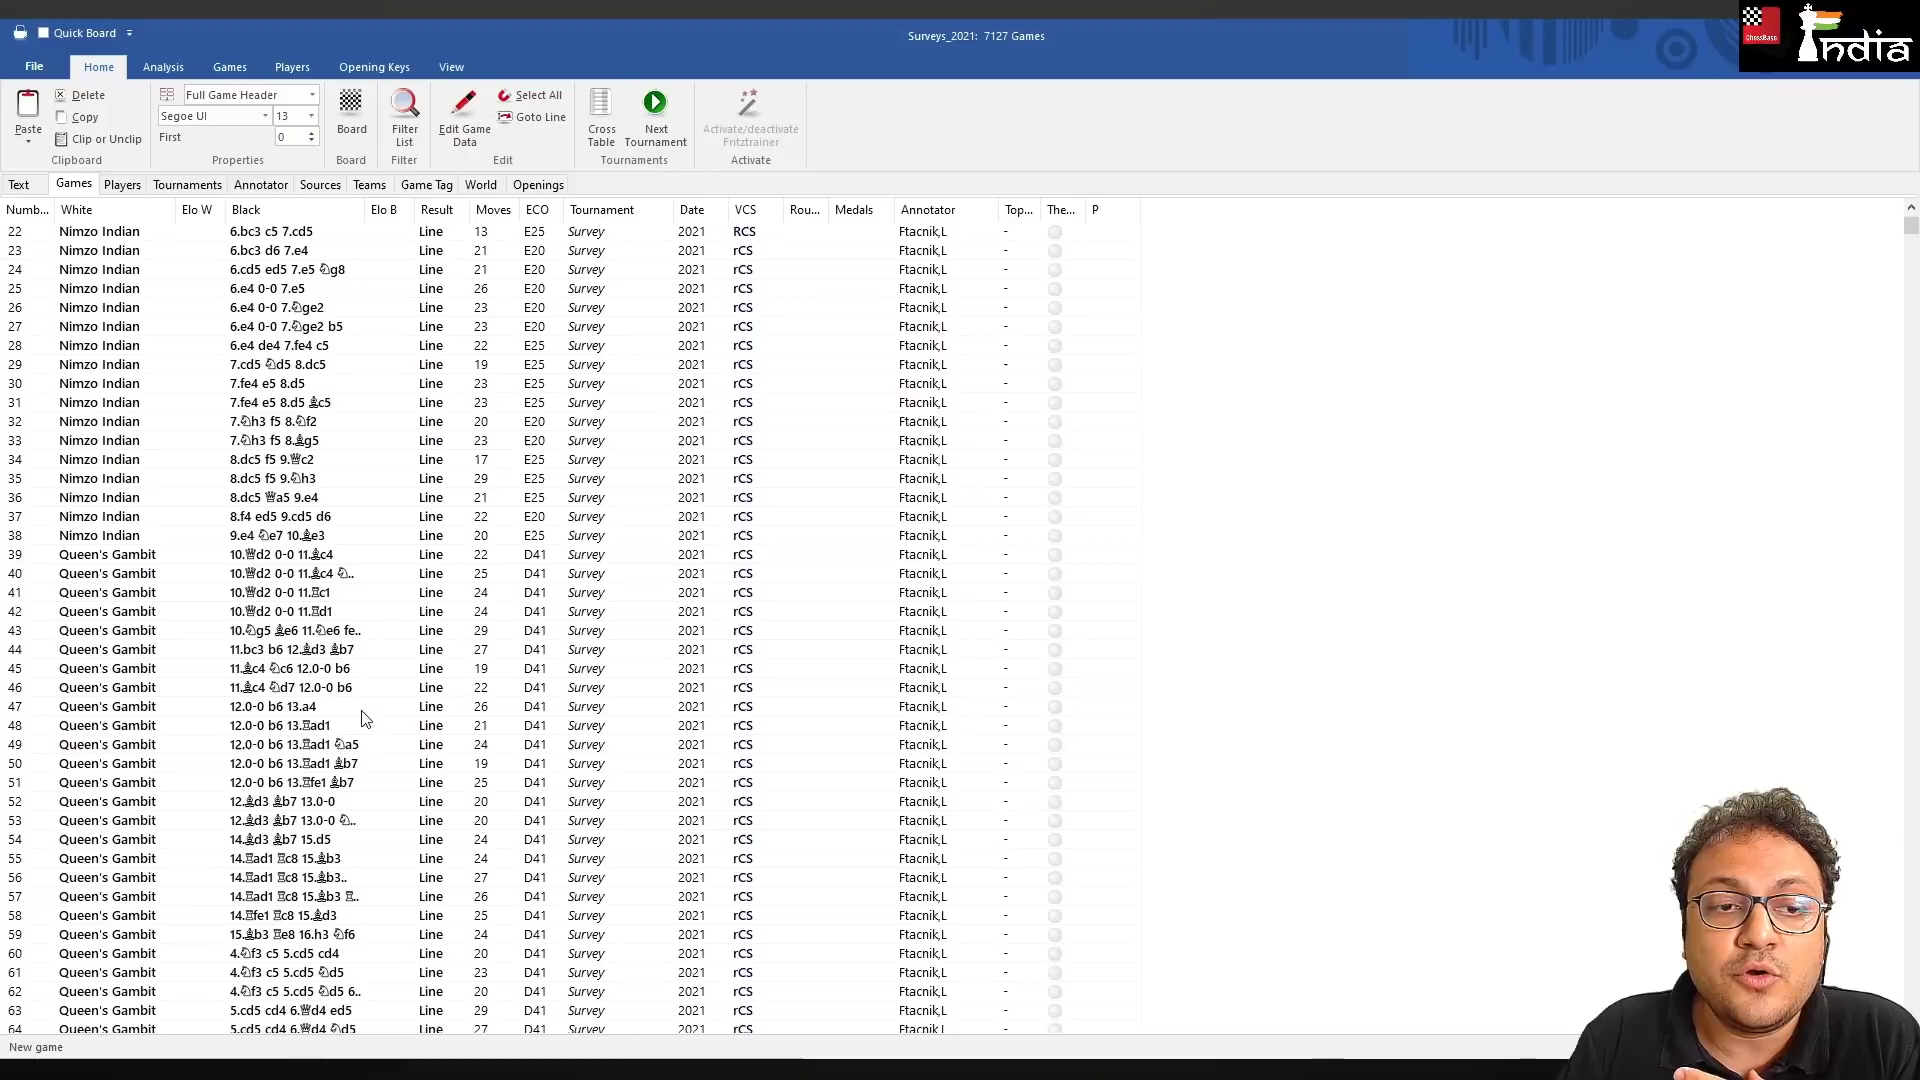 Quick Board
Surveys_2021: 7127 Games
ChessBase
India
File Home Analysis Games Players Opening Keys View
Paste
Delete
Copy
Clip or Unclip
Clipboard
Full Game Header
Segoe UI 13
First 0
Properties
Board
Board
Filter List
Filter
Edit Game Data
Select All
Goto Line
Edit
Cross Table
Next Tournament
Tournaments
Activate/deactivate Fritztrainer
Activate
Text Games Players Tournaments Annotator Sources Teams Game Tag World Openings
Numb... White Elo W Black Elo B Result Moves ECO Tournament Date VCS Rou... Medals Annotator Top... The... P
22 Nimzo Indian 6.bc3 c5 7.cd5 Line 13 E25 Survey 2021 RCS Ftacnik,L -
23 Nimzo Indian 6.bc3 d6 7.e4 Line 21 E20 Survey 2021 rCS Ftacnik,L -
24 Nimzo Indian 6.cd5 ed5 7.e5 ♘g8 Line 21 E20 Survey 2021 rCS Ftacnik,L -
25 Nimzo Indian 6.e4 0-0 7.e5 Line 26 E20 Survey 2021 rCS Ftacnik,L -
26 Nimzo Indian 6.e4 0-0 7.♘ge2 Line 23 E20 Survey 2021 rCS Ftacnik,L -
27 Nimzo Indian 6.e4 0-0 7.♘ge2 b5 Line 23 E20 Survey 2021 rCS Ftacnik,L -
28 Nimzo Indian 6.e4 de4 7.fe4 c5 Line 22 E20 Survey 2021 rCS Ftacnik,L -
29 Nimzo Indian 7.cd5 ♘d5 8.dc5 Line 19 E25 Survey 2021 rCS Ftacnik,L -
30 Nimzo Indian 7.fe4 e5 8.d5 Line 23 E25 Survey 2021 rCS Ftacnik,L -
31 Nimzo Indian 7.fe4 e5 8.d5 ♗c5 Line 23 E25 Survey 2021 rCS Ftacnik,L -
32 Nimzo Indian 7.♘h3 f5 8.♘f2 Line 20 E20 Survey 2021 rCS Ftacnik,L -
33 Nimzo Indian 7.♘h3 f5 8.♗g5 Line 23 E20 Survey 2021 rCS Ftacnik,L -
34 Nimzo Indian 8.dc5 f5 9.♕c2 Line 17 E25 Survey 2021 rCS Ftacnik,L -
35 Nimzo Indian 8.dc5 f5 9.♘h3 Line 29 E25 Survey 2021 rCS Ftacnik,L -
36 Nimzo Indian 8.dc5 ♕a5 9.e4 Line 21 E25 Survey 2021 rCS Ftacnik,L -
37 Nimzo Indian 8.f4 ed5 9.cd5 d6 Line 22 E20 Survey 2021 rCS Ftacnik,L -
38 Nimzo Indian 9.e4 ♘e7 10.♗e3 Line 20 E25 Survey 2021 rCS Ftacnik,L -
39 Queen's Gambit 10.♕d2 0-0 11.♗c4 Line 22 D41 Survey 2021 rCS Ftacnik,L -
40 Queen's Gambit 10.♕d2 0-0 11.♗c4 ♘.. Line 25 D41 Survey 2021 rCS Ftacnik,L -
41 Queen's Gambit 10.♕d2 0-0 11.♖c1 Line 24 D41 Survey 2021 rCS Ftacnik,L -
42 Queen's Gambit 10.♕d2 0-0 11.♖d1 Line 24 D41 Survey 2021 rCS Ftacnik,L -
43 Queen's Gambit 10.♘g5 ♗e6 11.♘e6 fe.. Line 29 D41 Survey 2021 rCS Ftacnik,L -
44 Queen's Gambit 11.bc3 b6 12.♗d3 ♗b7 Line 27 D41 Survey 2021 rCS Ftacnik,L -
45 Queen's Gambit 11.♗c4 ♘c6 12.0-0 b6 Line 19 D41 Survey 2021 rCS Ftacnik,L -
46 Queen's Gambit 11.♗c4 ♘d7 12.0-0 b6 Line 22 D41 Survey 2021 rCS Ftacnik,L -
47 Queen's Gambit 12.0-0 b6 13.a4 Line 26 D41 Survey 2021 rCS Ftacnik,L -
48 Queen's Gambit 12.0-0 b6 13.♖ad1 Line 21 D41 Survey 2021 rCS Ftacnik,L -
49 Queen's Gambit 12.0-0 b6 13.♖ad1 ♘a5 Line 24 D41 Survey 2021 rCS Ftacnik,L -
50 Queen's Gambit 12.0-0 b6 13.♖ad1 ♗b7 Line 19 D41 Survey 2021 rCS Ftacnik,L -
51 Queen's Gambit 12.0-0 b6 13.♖fe1 ♗b7 Line 25 D41 Survey 2021 rCS Ftacnik,L -
52 Queen's Gambit 12.♗d3 ♗b7 13.0-0 Line 20 D41 Survey 2021 rCS Ftacnik,L -
53 Queen's Gambit 12.♗d3 ♗b7 13.0-0 ♘.. Line 20 D41 Survey 2021 rCS Ftacnik,L -
54 Queen's Gambit 14.♗d3 ♗b7 15.d5 Line 24 D41 Survey 2021 rCS Ftacnik,L -
55 Queen's Gambit 14.♖ad1 ♖c8 15.♗b3 Line 24 D41 Survey 2021 rCS Ftacnik,L -
56 Queen's Gambit 14.♖ad1 ♖c8 15.♗b3.. Line 27 D41 Survey 2021 rCS Ftacnik,L -
57 Queen's Gambit 14.♖ad1 ♖c8 15.♗b3 ♖.. Line 26 D41 Survey 2021 rCS Ftacnik,L -
58 Queen's Gambit 14.♖fe1 ♖c8 15.♗d3 Line 25 D41 Survey 2021 rCS Ftacnik,L -
59 Queen's Gambit 15.♗b3 ♖e8 16.h3 ♘f6 Line 24 D41 Survey 2021 rCS Ftacnik,L -
60 Queen's Gambit 4.♘f3 c5 5.cd5 cd4 Line 20 D41 Survey 2021 rCS Ftacnik,L -
61 Queen's Gambit 4.♘f3 c5 5.cd5 ♘d5 Line 23 D41 Survey 2021 rCS Ftacnik,L -
62 Queen's Gambit 4.♘f3 c5 5.cd5 ♘d5 6.. Line 20 D41 Survey 2021 rCS Ftacnik,L -
63 Queen's Gambit 5.cd5 cd4 6.♕d4 ed5 Line 29 D41 Survey 2021 rCS Ftacnik,L -
64 Queen's Gambit 5.cd5 cd4 6.♕d4 ♘d5 Line 27 D41 Survey 2021 rCS Ftacnik,L -
New game